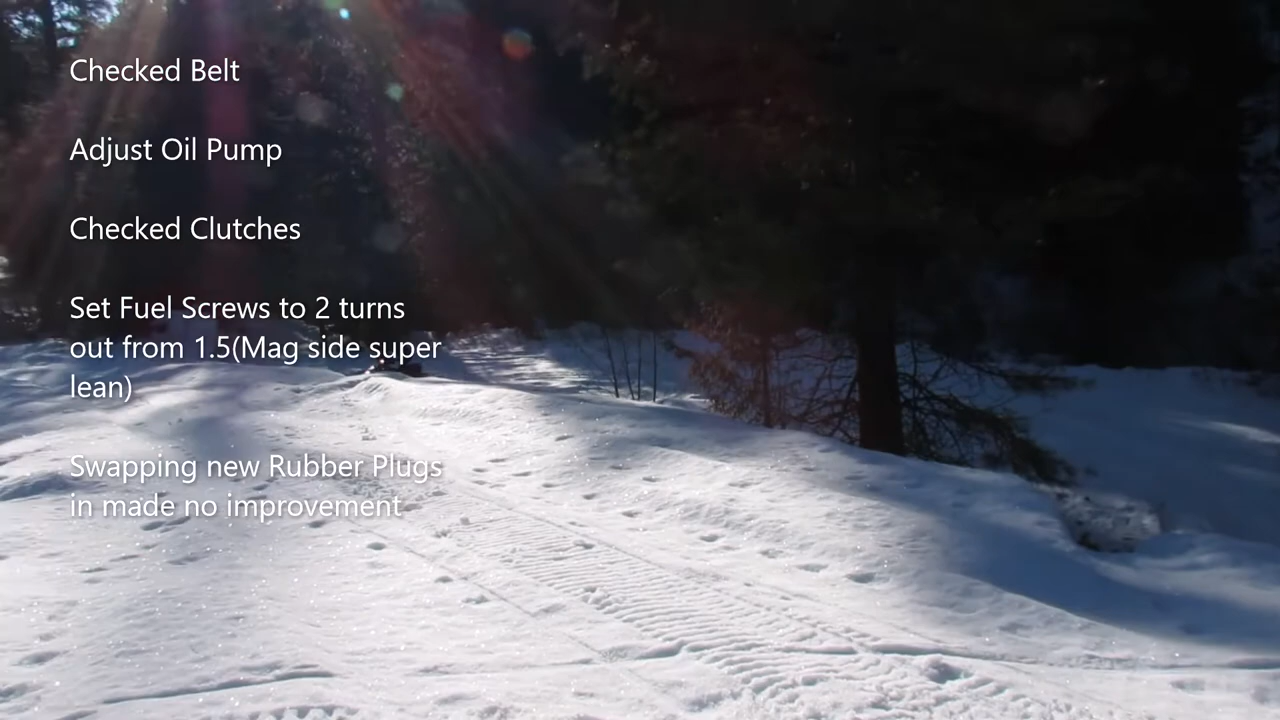 Checked Belt
Adjust Oil Pump
Checked Clutches
Set Fuel Screws to 2 turns
out from 1.5(Mag side super
lean)
Swapping new Rubber Plugs
in made no improvement